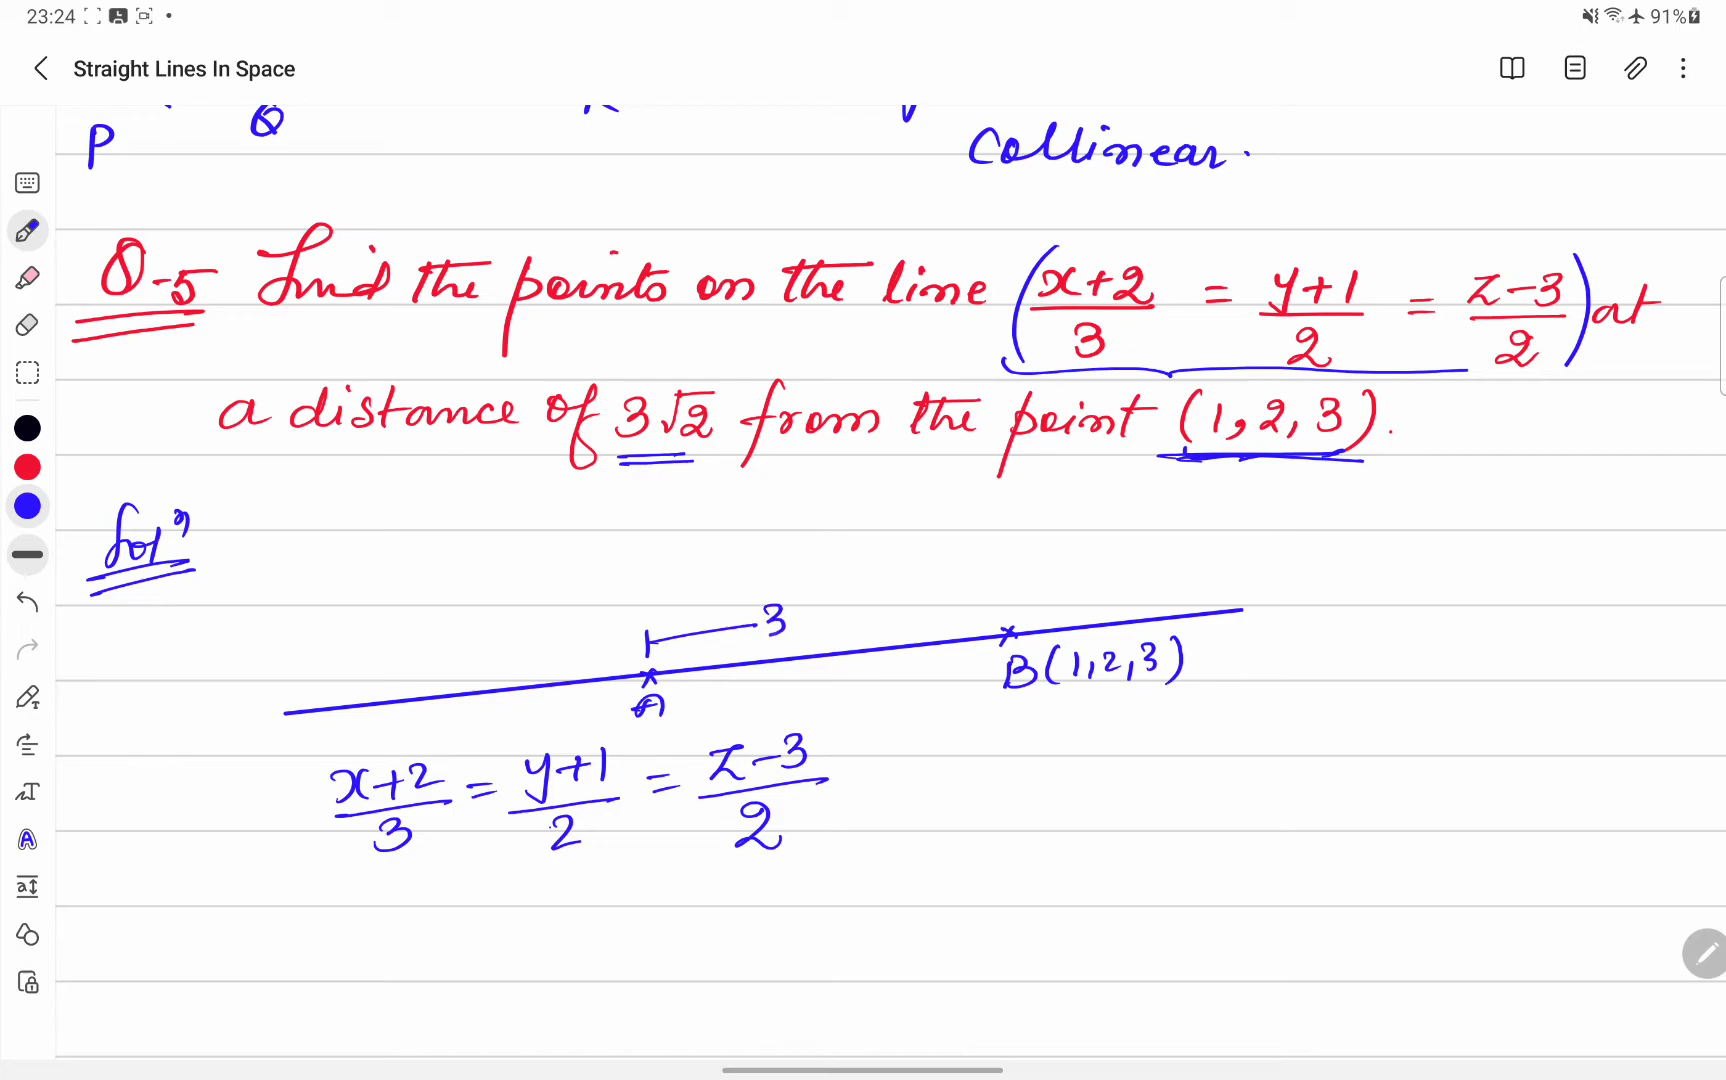 23:24 91%
Straight Lines In Space
P Q
Collinear.
Q-5 Find the points on the line (x+2/3 = y+1/2 = z-3/2) at
a distance of 3√2 from the point (1,2,3).
Solⁿ
3
A B(1,2,3)
x+2/3 = y+1/2 = z-3/2